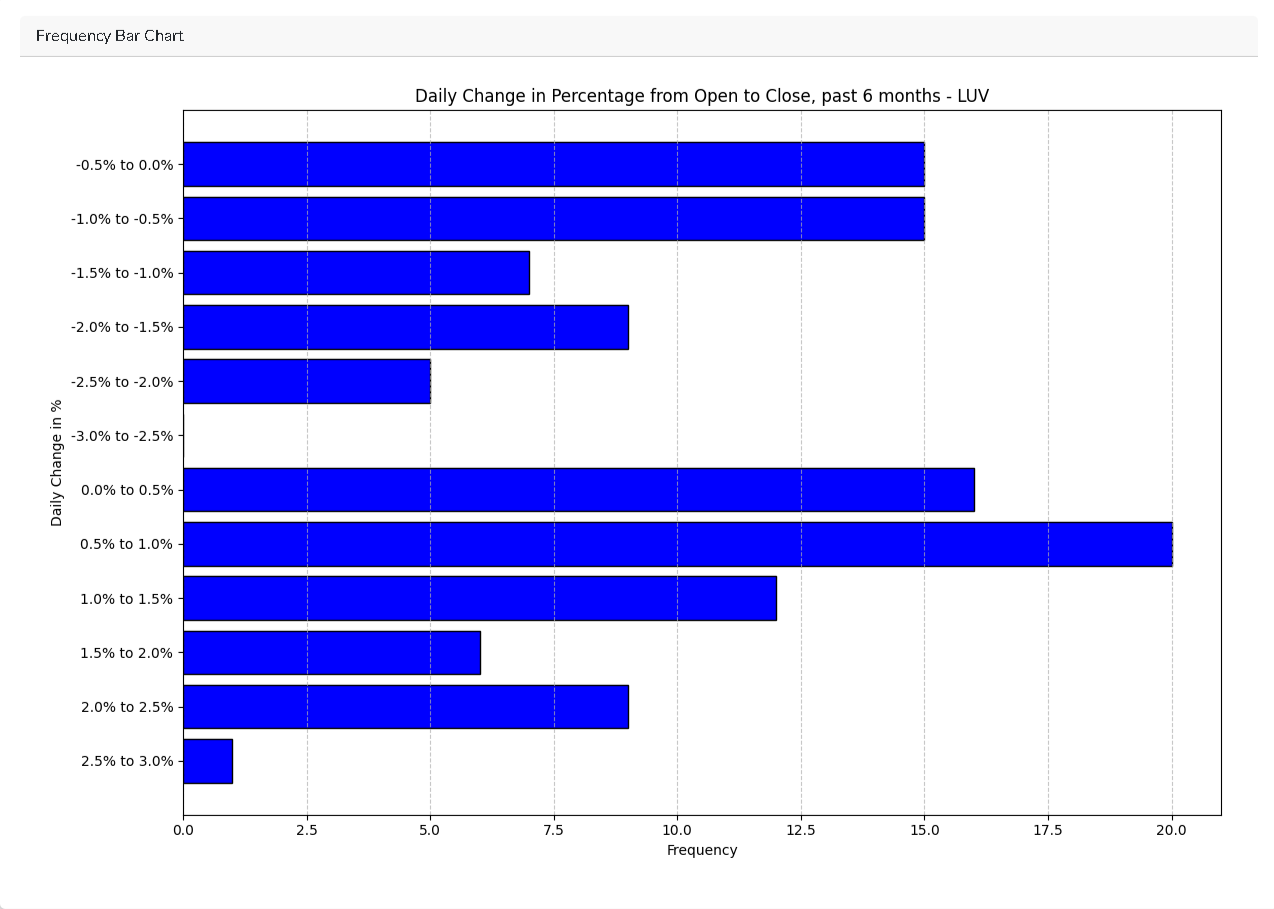 Frequency Bar Chart
Daily Change in Percentage from Open to Close, past 6 months - LUV
-0.5% to 0.0%
-1.0% to -0.5%
-1.5% to -1.0%
-2.0% to -1.5%
-2.5% to -2.0%
-3.0% to -2.5%
0.0% to 0.5%
0.5% to 1.0%
1.0% to 1.5%
1.5% to 2.0%
2.0% to 2.5%
2.5% to 3.0%
Daily Change in %
0.0 2.5 5.0 7.5 10.0 12.5 15.0 17.5 20.0
Frequency